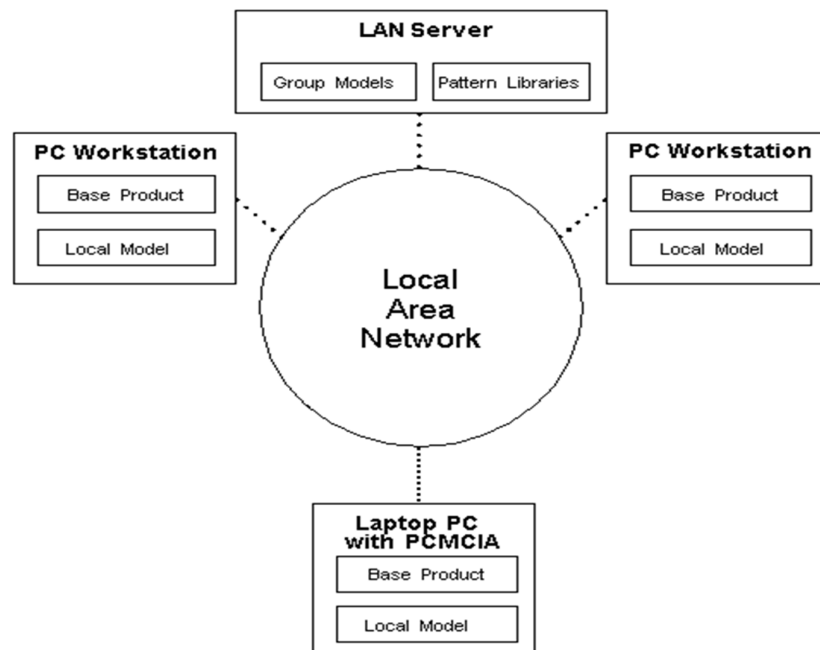 LAN Server
Group Models
Pattern Libraries
PC Workstation
Base Product
Local Model
PC Workstation
Base Product
Local Model
Local
Area
Network
Laptop PC
with PCMCIA
Base Product
Local Model